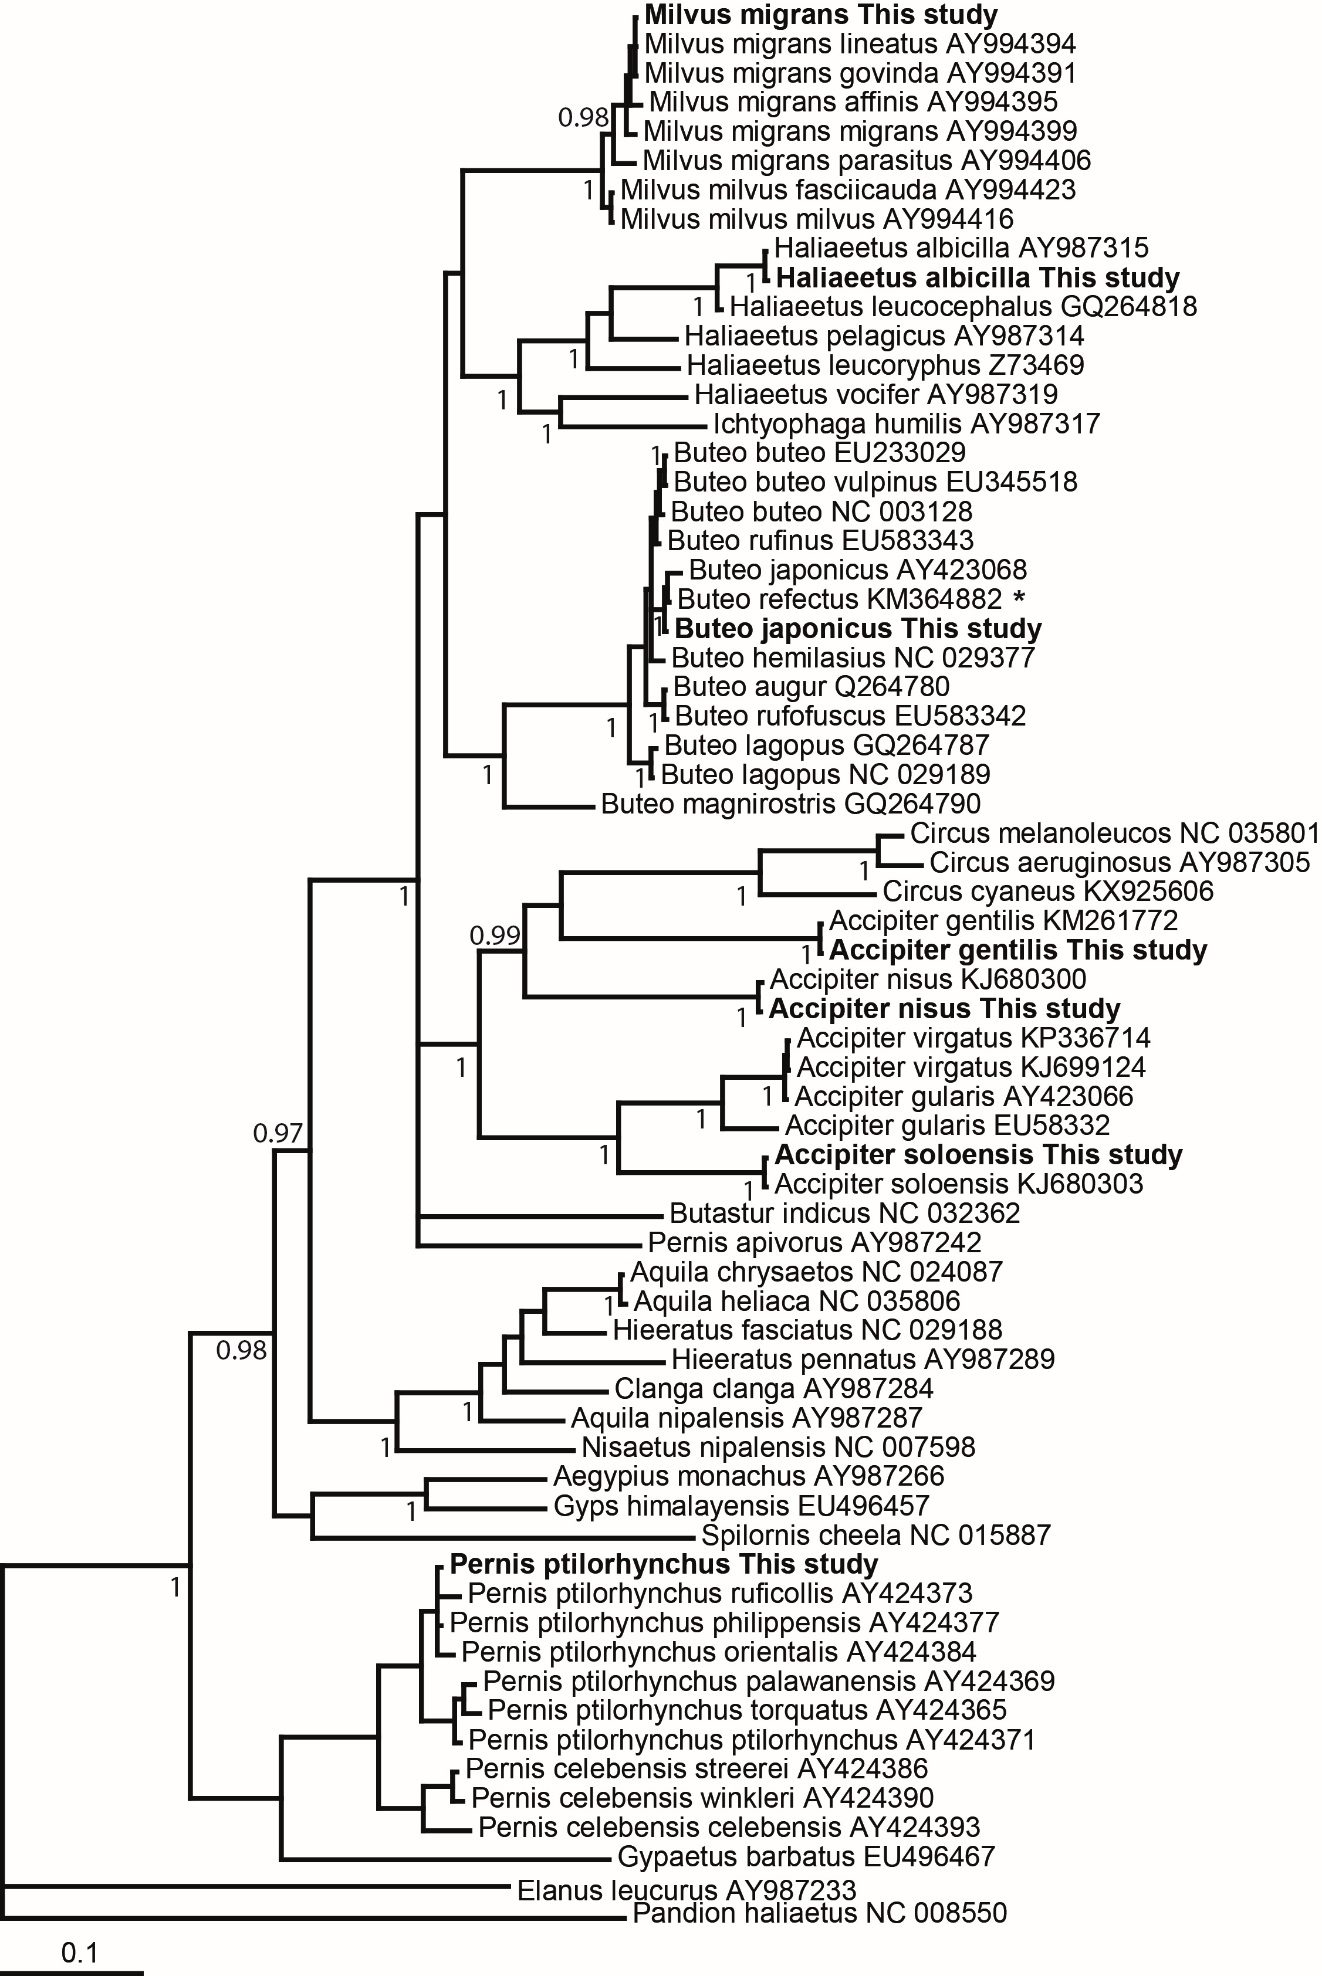 Milvus migrans This study
Milvus migrans lineatus AY994394
Milvus migrans govinda AY994391
Milvus migrans affinis AY994395
0.98
Milvus migrans migrans AY994399
Milvus migrans parasitus AY994406
1
Milvus milvus fasciicauda AY994423
Milvus milvus milvus AY994416
Haliaeetus albicilla AY987315
1
Haliaeetus albicilla This study
1
Haliaeetus leucocephalus GQ264818
Haliaeetus pelagicus AY987314
1
Haliaeetus leucoryphus Z73469
1
Haliaeetus vocifer AY987319
1
Ichtyophaga humilis AY987317
1
Buteo buteo EU233029
Buteo buteo vulpinus EU345518
Buteo buteo NC 003128
Buteo rufinus EU583343
Buteo japonicus AY423068
Buteo refectus KM364882 *
1
Buteo japonicus This study
Buteo hemilasius NC 029377
Buteo augur Q264780
1
1
Buteo rufofuscus EU583342
Buteo lagopus GQ264787
1
1
Buteo lagopus NC 029189
Buteo magnirostris GQ264790
Circus melanoleucos NC 035801
1
Circus aeruginosus AY987305
1
1
Circus cyaneus KX925606
Accipiter gentilis KM261772
0.99
1
Accipiter gentilis This study
Accipiter nisus KJ680300
1
Accipiter nisus This study
Accipiter virgatus KP336714
1
Accipiter virgatus KJ699124
1
Accipiter gularis AY423066
1
Accipiter gularis EU58332
1
Accipiter soloensis This study
1
Accipiter soloensis KJ680303
0.97
Butastur indicus NC 032362
Pernis apivorus AY987242
Aquila chrysaetos NC 024087
1
Aquila heliaca NC 035806
Hieeratus fasciatus NC 029188
0.98
Hieeratus pennatus AY987289
Clanga clanga AY987284
1
Aquila nipalensis AY987287
1
Nisaetus nipalensis NC 007598
Aegypius monachus AY987266
1
Gyps himalayensis EU496457
Spilornis cheela NC 015887
Pernis ptilorhynchus This study
1
Pernis ptilorhynchus ruficollis AY424373
Pernis ptilorhynchus philippensis AY424377
Pernis ptilorhynchus orientalis AY424384
Pernis ptilorhynchus palawanensis AY424369
Pernis ptilorhynchus torquatus AY424365
Pernis ptilorhynchus ptilorhynchus AY424371
Pernis celebensis streerei AY424386
Pernis celebensis winkleri AY424390
Pernis celebensis celebensis AY424393
Gypaetus barbatus EU496467
Elanus leucurus AY987233
Pandion haliaetus NC 008550
0.1